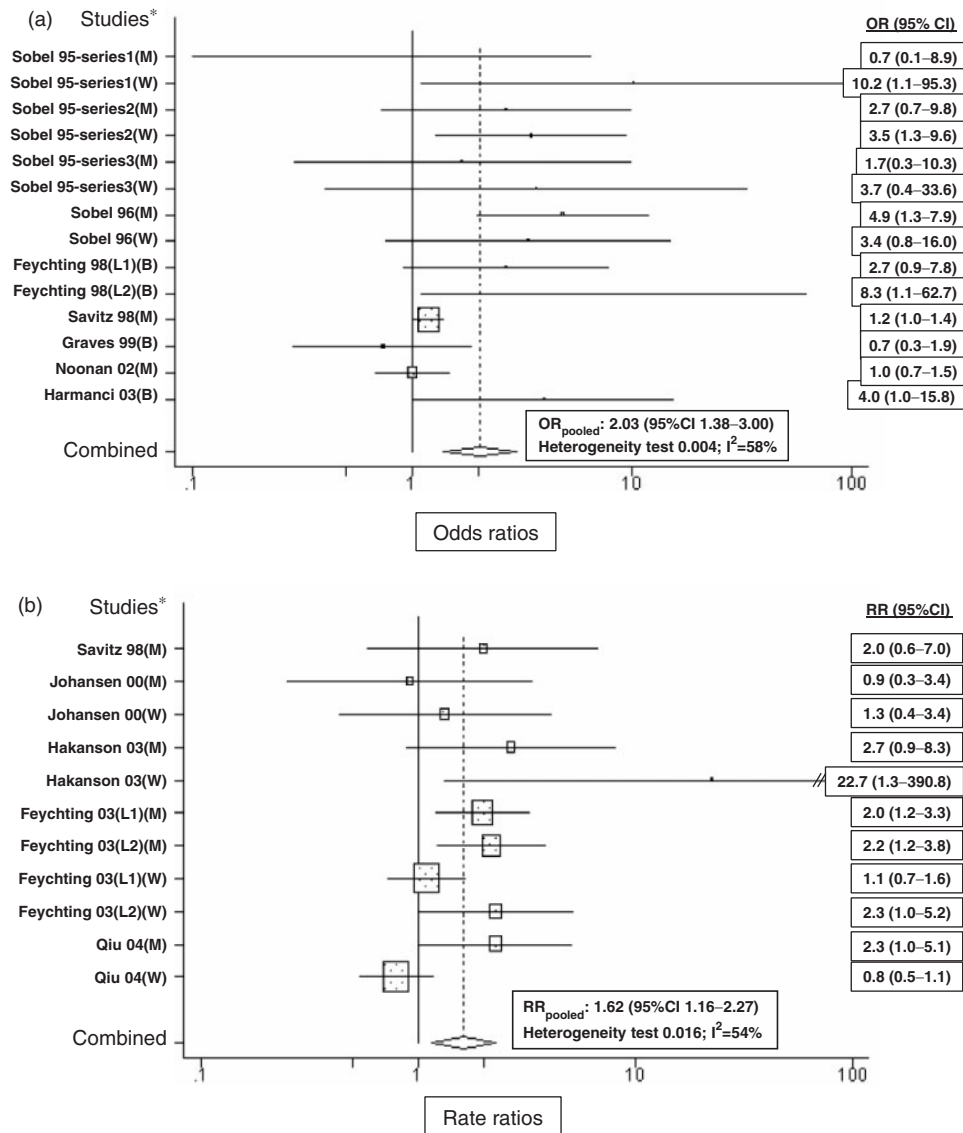 (a) Studies* OR (95% CI)
Sobel 95-series1(M) 0.7 (0.1–8.9)
Sobel 95-series1(W) 10.2 (1.1–95.3)
Sobel 95-series2(M) 2.7 (0.7–9.8)
Sobel 95-series2(W) 3.5 (1.3–9.6)
Sobel 95-series3(M) 1.7(0.3–10.3)
Sobel 95-series3(W) 3.7 (0.4–33.6)
Sobel 96(M) 4.9 (1.3–7.9)
Sobel 96(W) 3.4 (0.8–16.0)
Feychting 98(L1)(B) 2.7 (0.9–7.8)
Feychting 98(L2)(B) 8.3 (1.1–62.7)
Savitz 98(M) 1.2 (1.0–1.4)
Graves 99(B) 0.7 (0.3–1.9)
Noonan 02(M) 1.0 (0.7–1.5)
Harmanci 03(B) 4.0 (1.0–15.8)
ORpooled: 2.03 (95%CI 1.38–3.00)
Heterogeneity test 0.004; I²=58%
Combined
.1 1 10 100
Odds ratios
(b) Studies* RR (95%CI)
Savitz 98(M) 2.0 (0.6–7.0)
Johansen 00(M) 0.9 (0.3–3.4)
Johansen 00(W) 1.3 (0.4–3.4)
Hakanson 03(M) 2.7 (0.9–8.3)
Hakanson 03(W) 22.7 (1.3–390.8)
Feychting 03(L1)(M) 2.0 (1.2–3.3)
Feychting 03(L2)(M) 2.2 (1.2–3.8)
Feychting 03(L1)(W) 1.1 (0.7–1.6)
Feychting 03(L2)(W) 2.3 (1.0–5.2)
Qiu 04(M) 2.3 (1.0–5.1)
Qiu 04(W) 0.8 (0.5–1.1)
RRpooled: 1.62 (95%CI 1.16–2.27)
Heterogeneity test 0.016; I²=54%
Combined
.1 1 10 100
Rate ratios